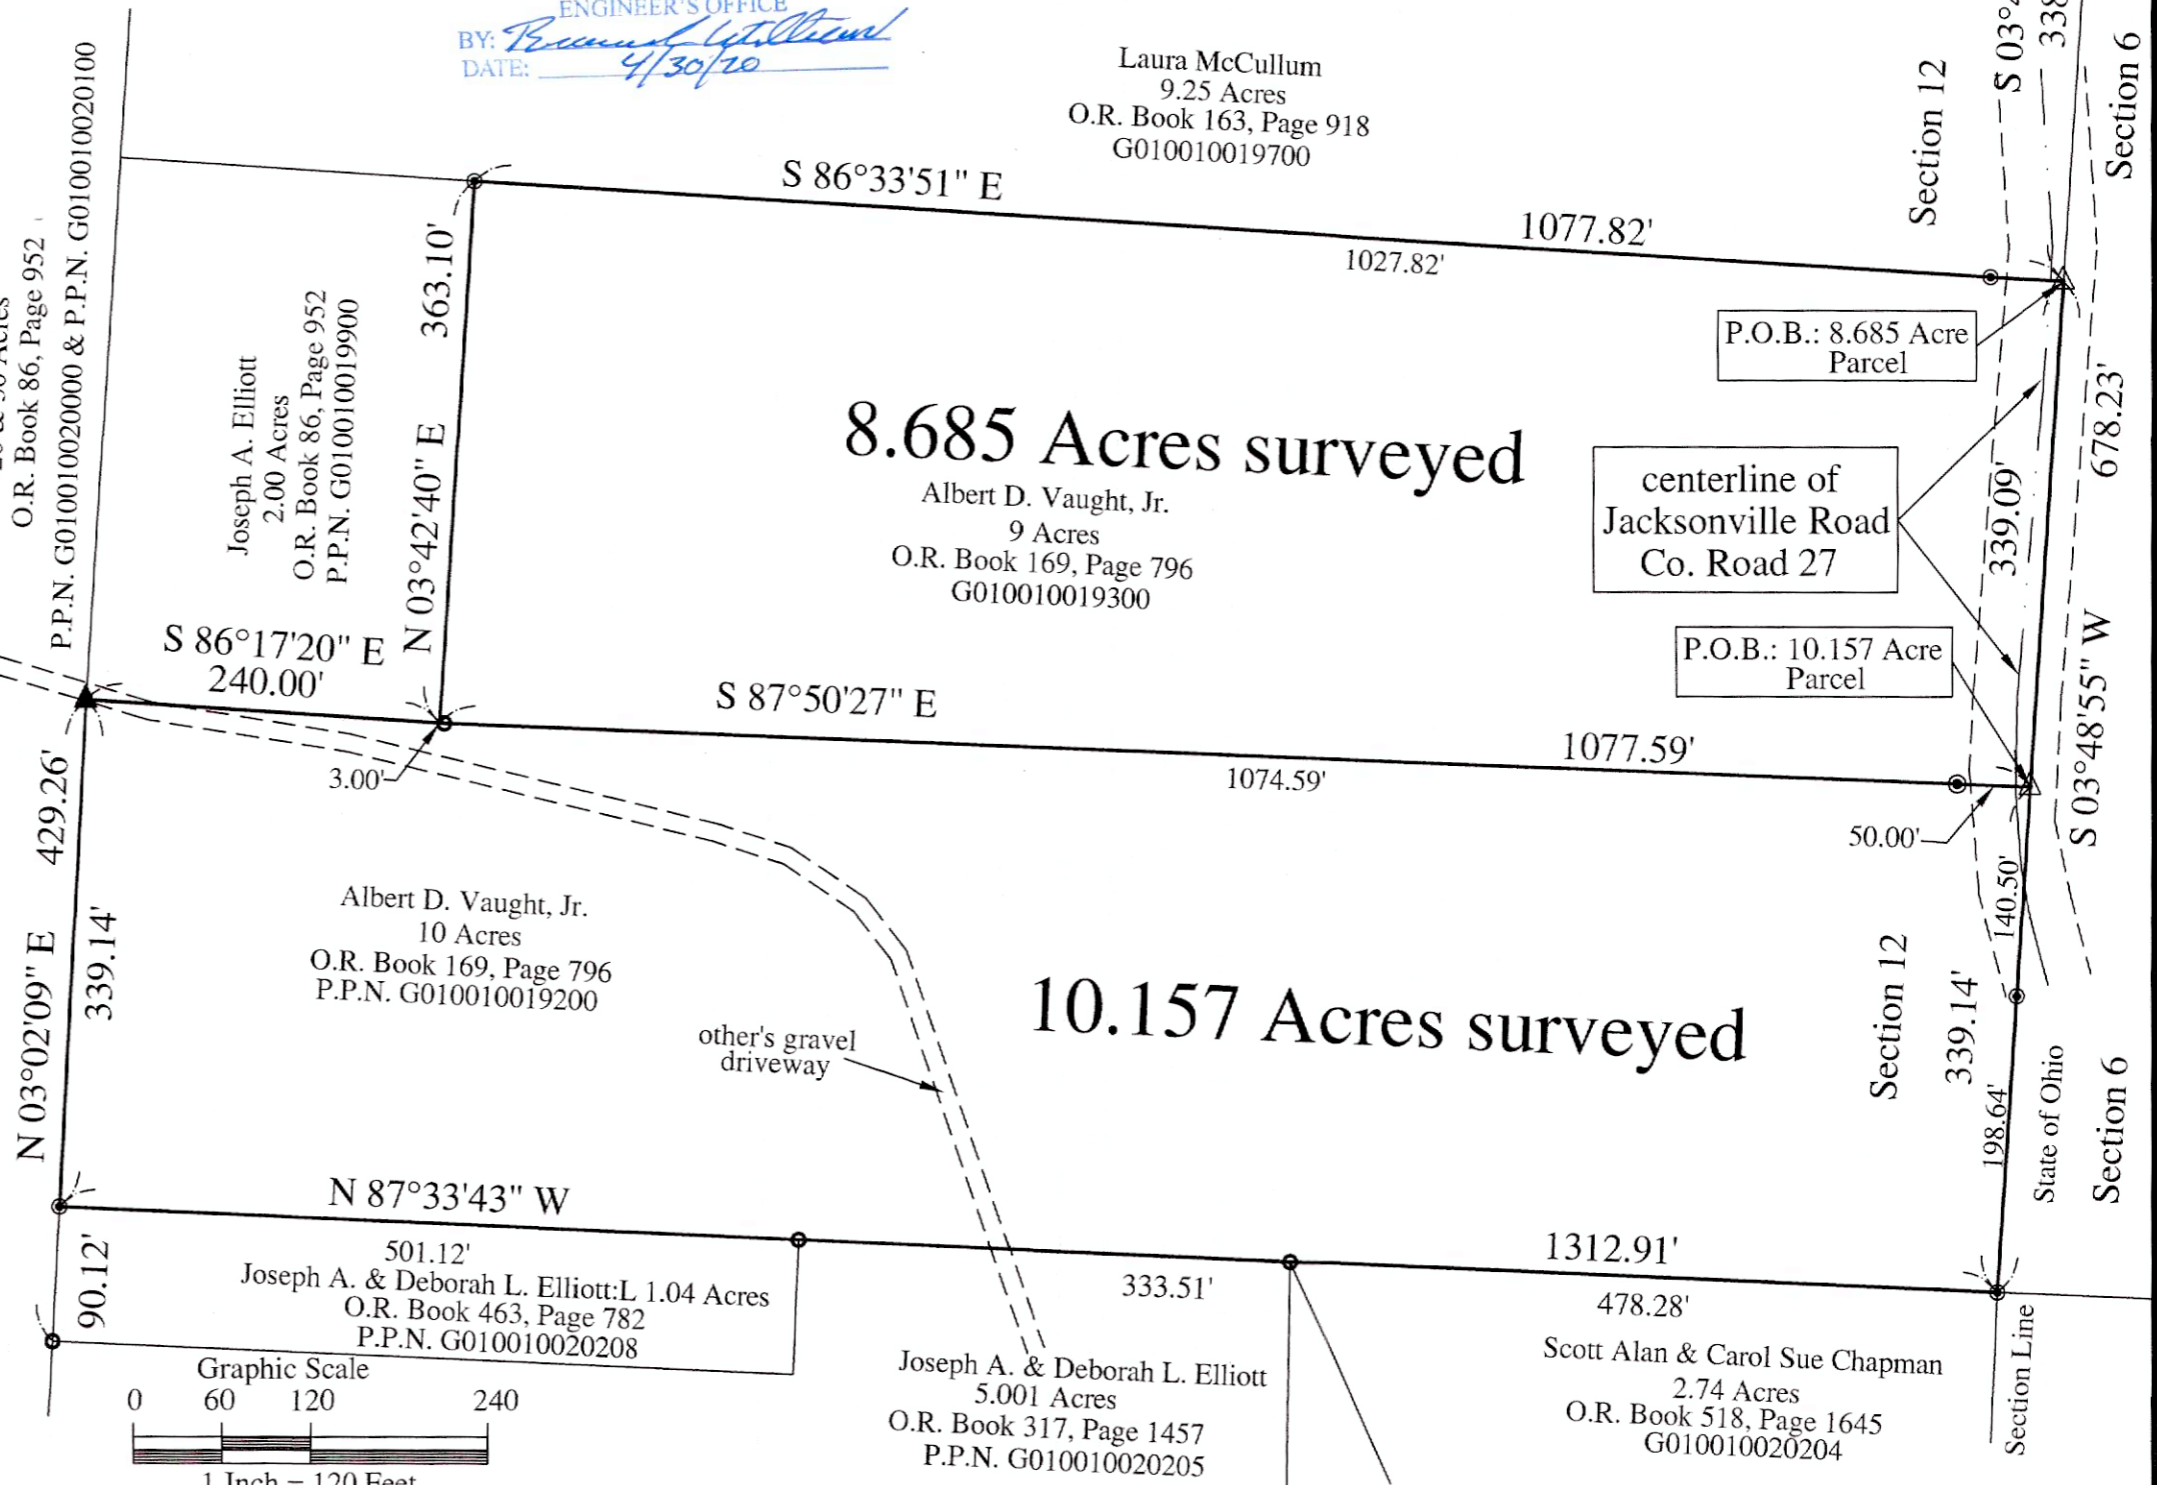 ENGINEER'S OFFICE
BY:
DATE: 4/30/20
Laura McCullum
9.25 Acres
O.R. Book 163, Page 918
G010010019700
Section 12
S 03°
338
Section 6
O.R. Book 86, Page 952
P.P.N. G010010020000 & P.P.N. G010010020100
S 86°33'51" E
1077.82'
1027.82'
363.10'
N 03°42'40" E
Joseph A. Elliott
2.00 Acres
O.R. Book 86, Page 952
P.P.N. G010010019900
P.O.B.: 8.685 Acre
Parcel
8.685 Acres surveyed
Albert D. Vaught, Jr.
9 Acres
O.R. Book 169, Page 796
G010010019300
centerline of
Jacksonville Road
Co. Road 27
339.09'
678.23'
S 03°48'55" W
P.O.B.: 10.157 Acre
Parcel
S 86°17'20" E
240.00'
S 87°50'27" E
1077.59'
3.00'
1074.59'
50.00'
429.26'
N 03°02'09" E
339.14'
Albert D. Vaught, Jr.
10 Acres
O.R. Book 169, Page 796
P.P.N. G010010019200
other's gravel
driveway
10.157 Acres surveyed
140.50'
Section 12
339.14'
198.64'
State of Ohio
Section 6
N 87°33'43" W
1312.91'
501.12'
333.51'
478.28'
90.12'
Joseph A. & Deborah L. Elliott:L 1.04 Acres
O.R. Book 463, Page 782
P.P.N. G010010020208
Joseph A. & Deborah L. Elliott
5.001 Acres
O.R. Book 317, Page 1457
P.P.N. G010010020205
Scott Alan & Carol Sue Chapman
2.74 Acres
O.R. Book 518, Page 1645
G010010020204
Section Line
Graphic Scale
0 60 120 240
1 Inch = 120 Feet